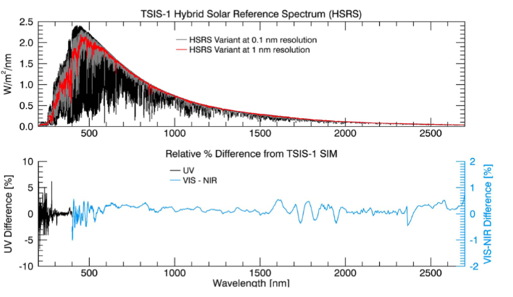 TSIS-1 Hybrid Solar Reference Spectrum (HSRS)
2.5
2.0
1.5
1.0
0.5
0.0
W/m²/nm
HSRS Variant at 0.1 nm resolution
HSRS Variant at 1 nm resolution
500
1000
1500
2000
2500
Relative % Difference from TSIS-1 SIM
10
5
0
-5
-10
UV Difference [%]
UV
VIS - NIR
2
1
0
-1
-2
VIS-NIR Difference [%]
500
1000
1500
2000
2500
Wavelength [nm]